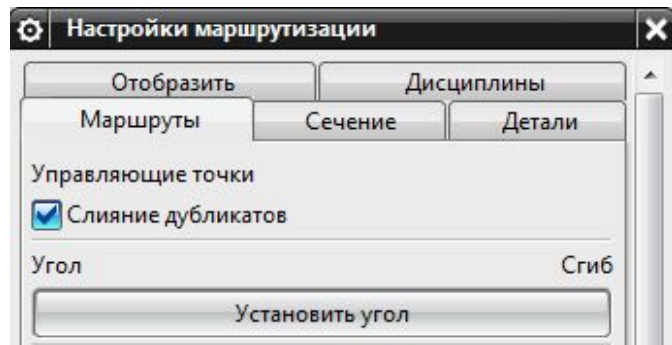 Настройки маршрутизации
Отобразить Дисциплины
Маршруты Сечение Детали
Управляющие точки
Слияние дубликатов
Угол Сгиб
Установить угол